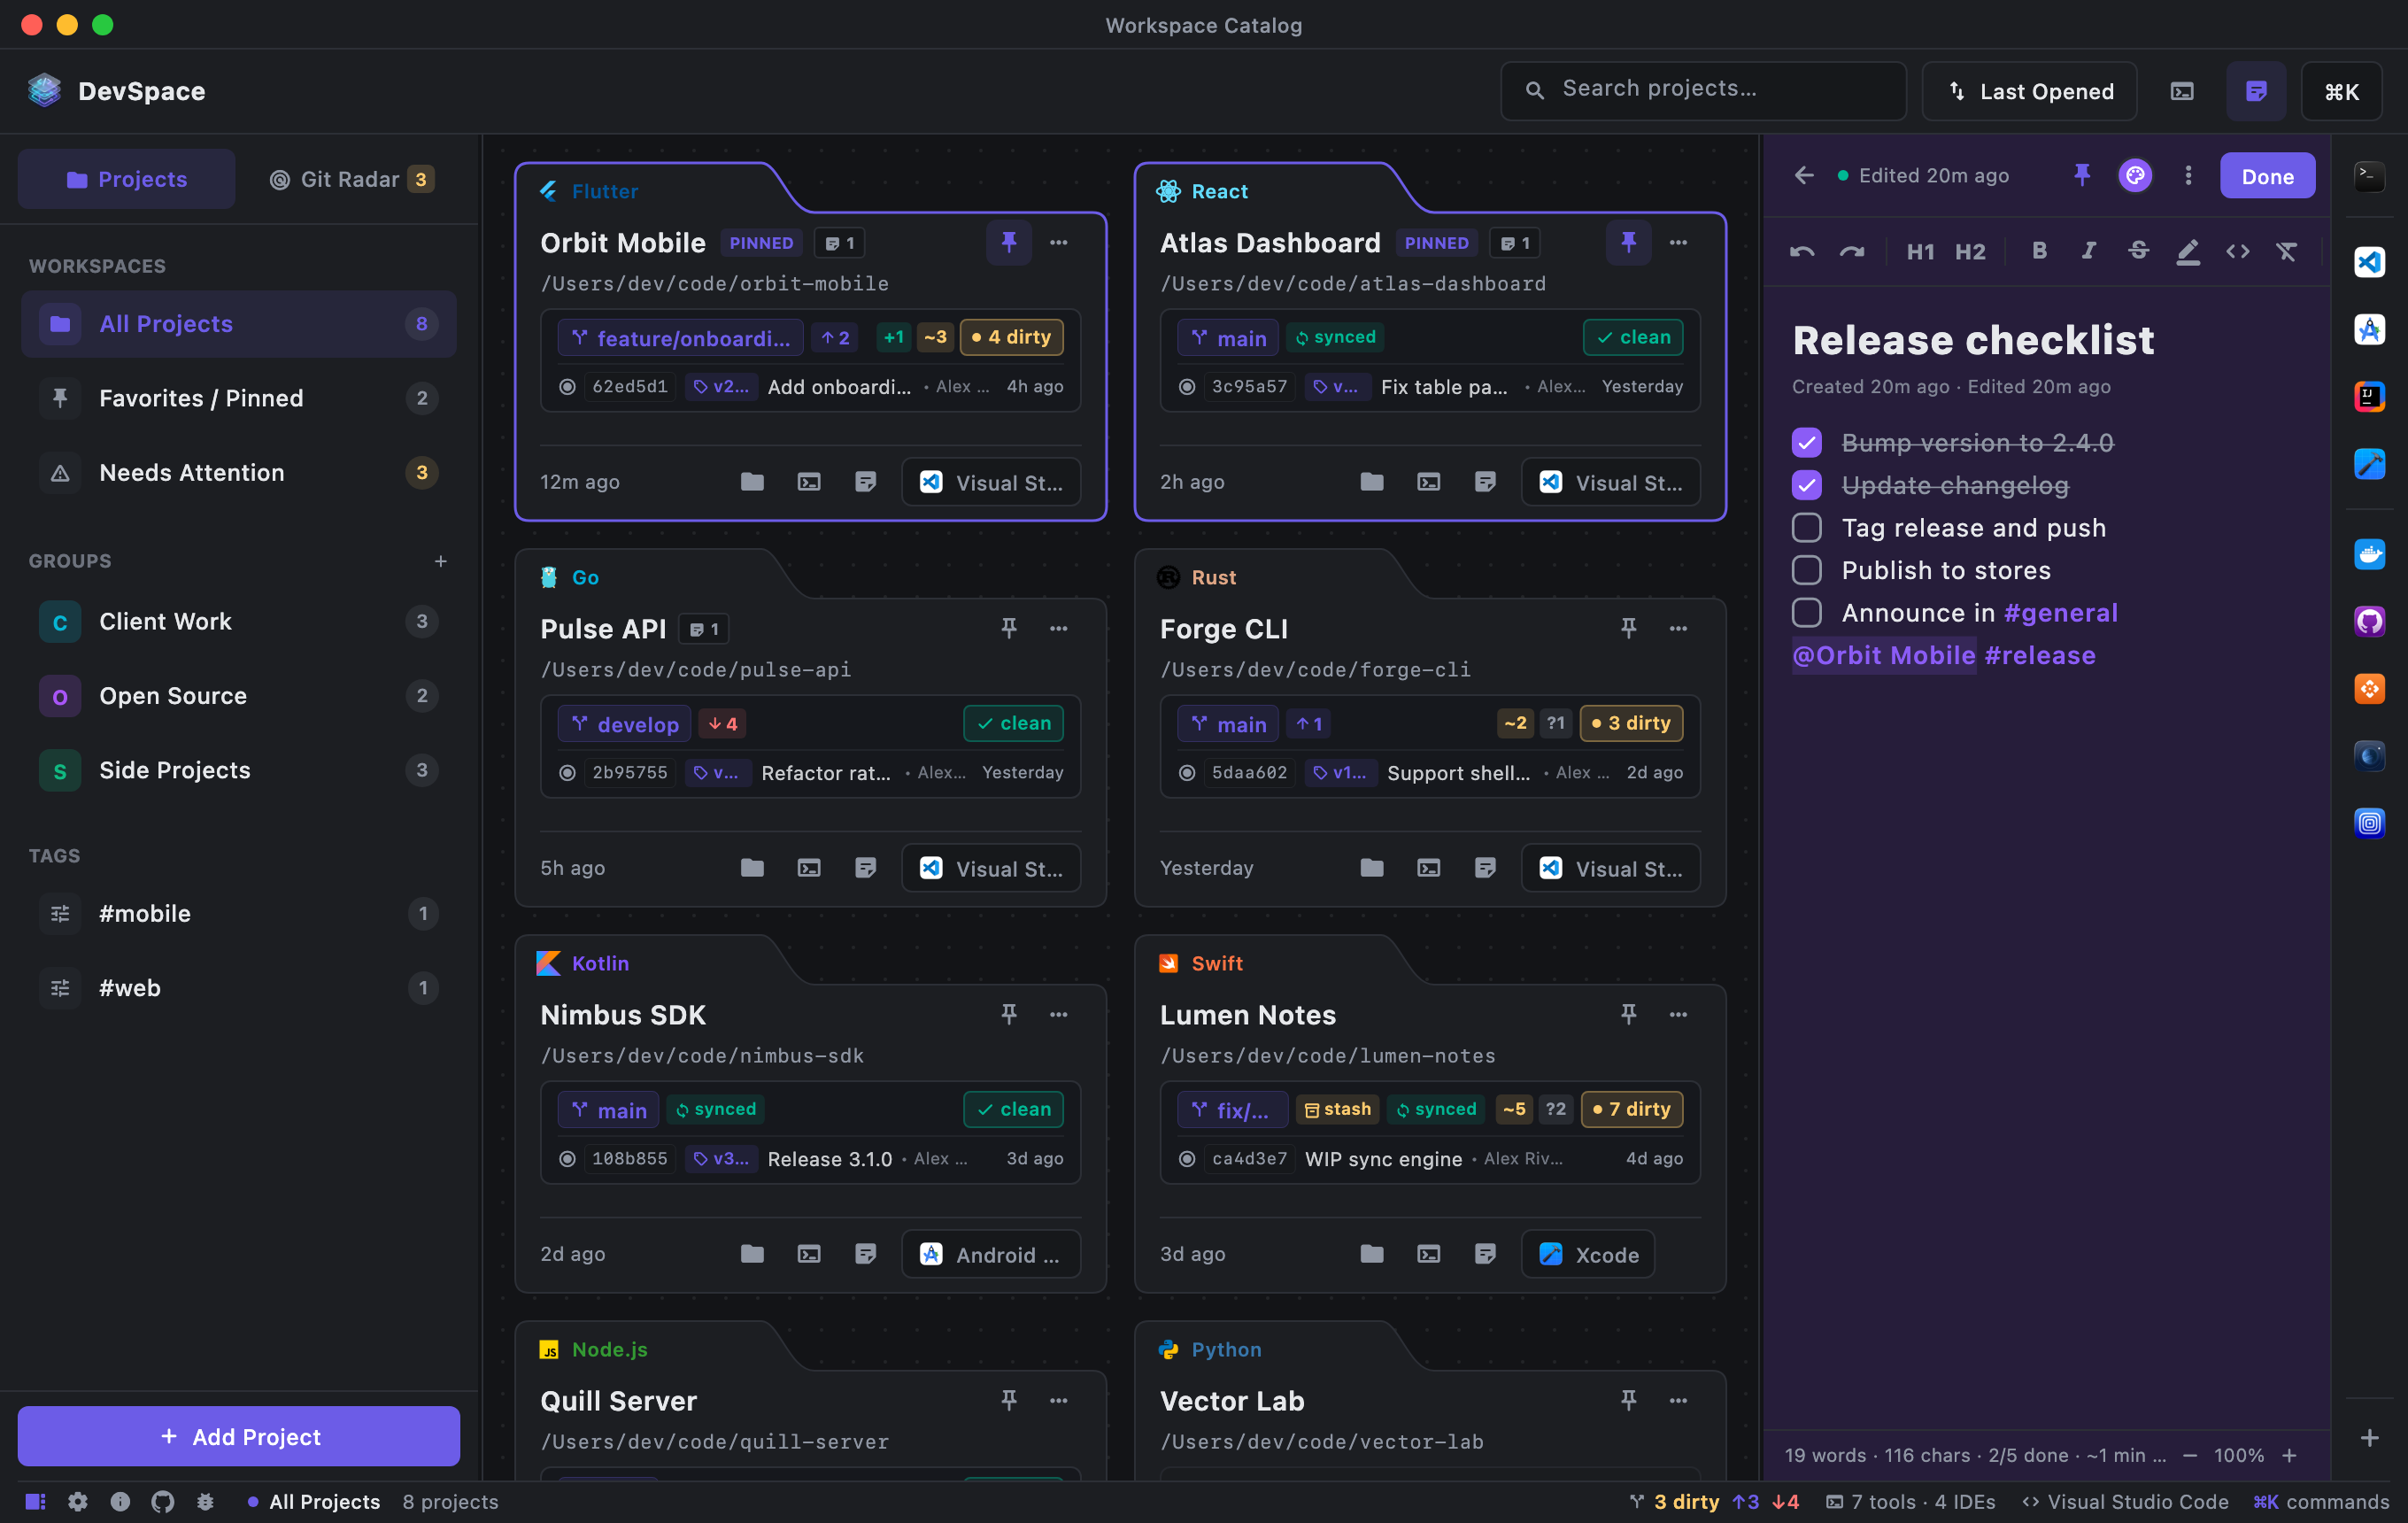 Workspace Catalog
DevSpace
Search projects...
Last Opened
⌘K
Projects
Git Radar 3
WORKSPACES
All Projects 8
Favorites / Pinned 2
Needs Attention 3
GROUPS +
C Client Work 3
O Open Source 2
S Side Projects 3
TAGS
#mobile 1
#web 1
+ Add Project
Flutter
Orbit Mobile PINNED 1
/Users/dev/code/orbit-mobile
feature/onboardi... ↑2 +1 ~3 • 4 dirty
62ed5d1 v2... Add onboardi... • Alex ... 4h ago
12m ago Visual St...
React
Atlas Dashboard PINNED 1
/Users/dev/code/atlas-dashboard
main synced ✓ clean
3c95a57 v... Fix table pa... • Alex... Yesterday
2h ago Visual St...
Go
Pulse API 1
/Users/dev/code/pulse-api
develop ↓4 ✓ clean
2b95755 v... Refactor rat... • Alex... Yesterday
5h ago Visual St...
Rust
Forge CLI
/Users/dev/code/forge-cli
main ↑1 ~2 ?1 • 3 dirty
5daa602 v1... Support shell... • Alex ... 2d ago
Yesterday Visual St...
Kotlin
Nimbus SDK
/Users/dev/code/nimbus-sdk
main synced ✓ clean
108b855 v3... Release 3.1.0 • Alex ... 3d ago
2d ago Android ...
Swift
Lumen Notes
/Users/dev/code/lumen-notes
fix/... stash synced ~5 ?2 • 7 dirty
ca4d3e7 WIP sync engine • Alex Riv... 4d ago
3d ago Xcode
JS Node.js
Quill Server
/Users/dev/code/quill-server
Python
Vector Lab
/Users/dev/code/vector-lab
Edited 20m ago
Done
H1 H2 B I S
Release checklist
Created 20m ago · Edited 20m ago
Bump version to 2.4.0
Update changelog
Tag release and push
Publish to stores
Announce in #general
@Orbit Mobile #release
19 words · 116 chars · 2/5 done · ~1 min ... − 100% +
IJ
All Projects 8 projects
3 dirty ↑3 ↓4
7 tools · 4 IDEs
Visual Studio Code
⌘K commands